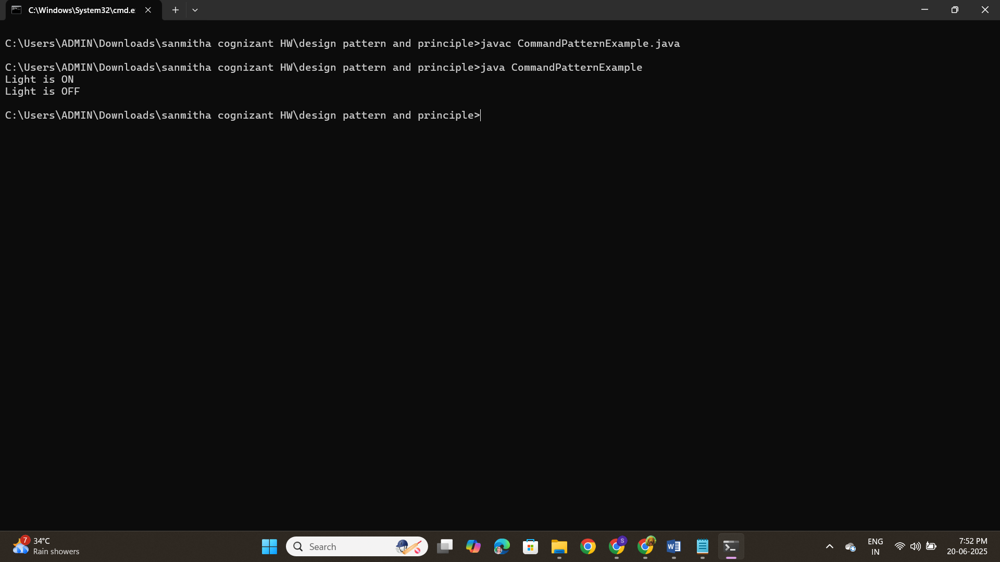 C:\Windows\System32\cmd.e
C:\Users\ADMIN\Downloads\sanmitha cognizant HW\design pattern and principle>javac CommandPatternExample.java
C:\Users\ADMIN\Downloads\sanmitha cognizant HW\design pattern and principle>java CommandPatternExample
Light is ON
Light is OFF
C:\Users\ADMIN\Downloads\sanmitha cognizant HW\design pattern and principle>
7
34°C
Rain showers
Search
S
W
ENG
IN
7:52 PM
20-06-2025